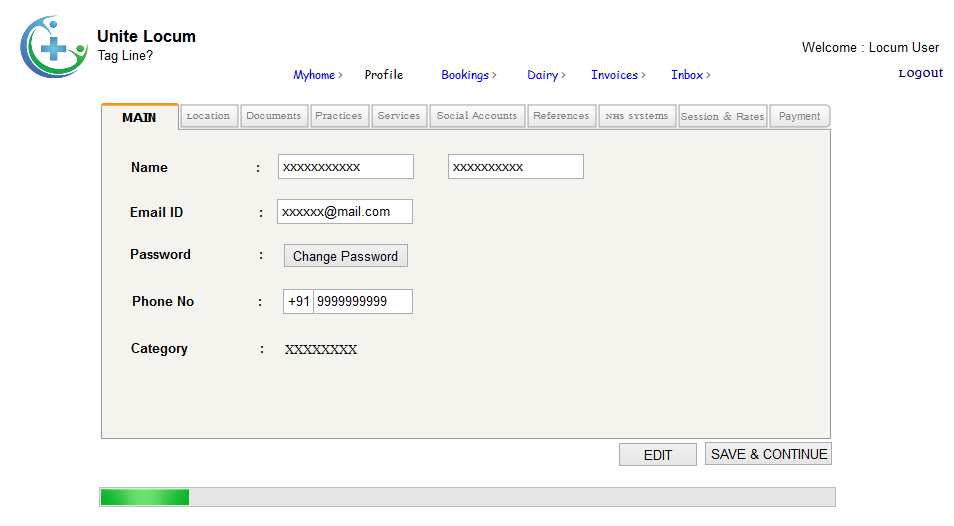 Unite Locum
Tag Line?
Welcome : Locum User
Logout
Myhome > Profile Bookings > Dairy > Invoices > Inbox >
MAIN Location Documents Practices Services Social Accounts References NHS SYSTEMS Session & Rates Payment
Name : xxxxxxxxxxx xxxxxxxxxx
Email ID : xxxxxx@mail.com
Password : Change Password
Phone No : +91 9999999999
Category : XXXXXXXX
EDIT SAVE & CONTINUE